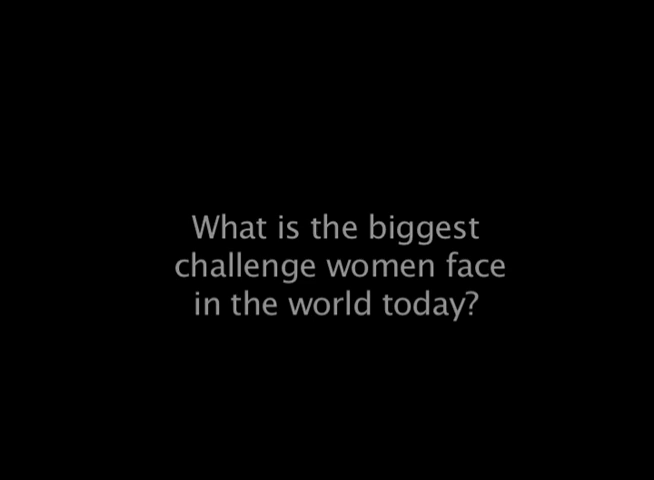 What is the biggest
challenge women face
in the world today?